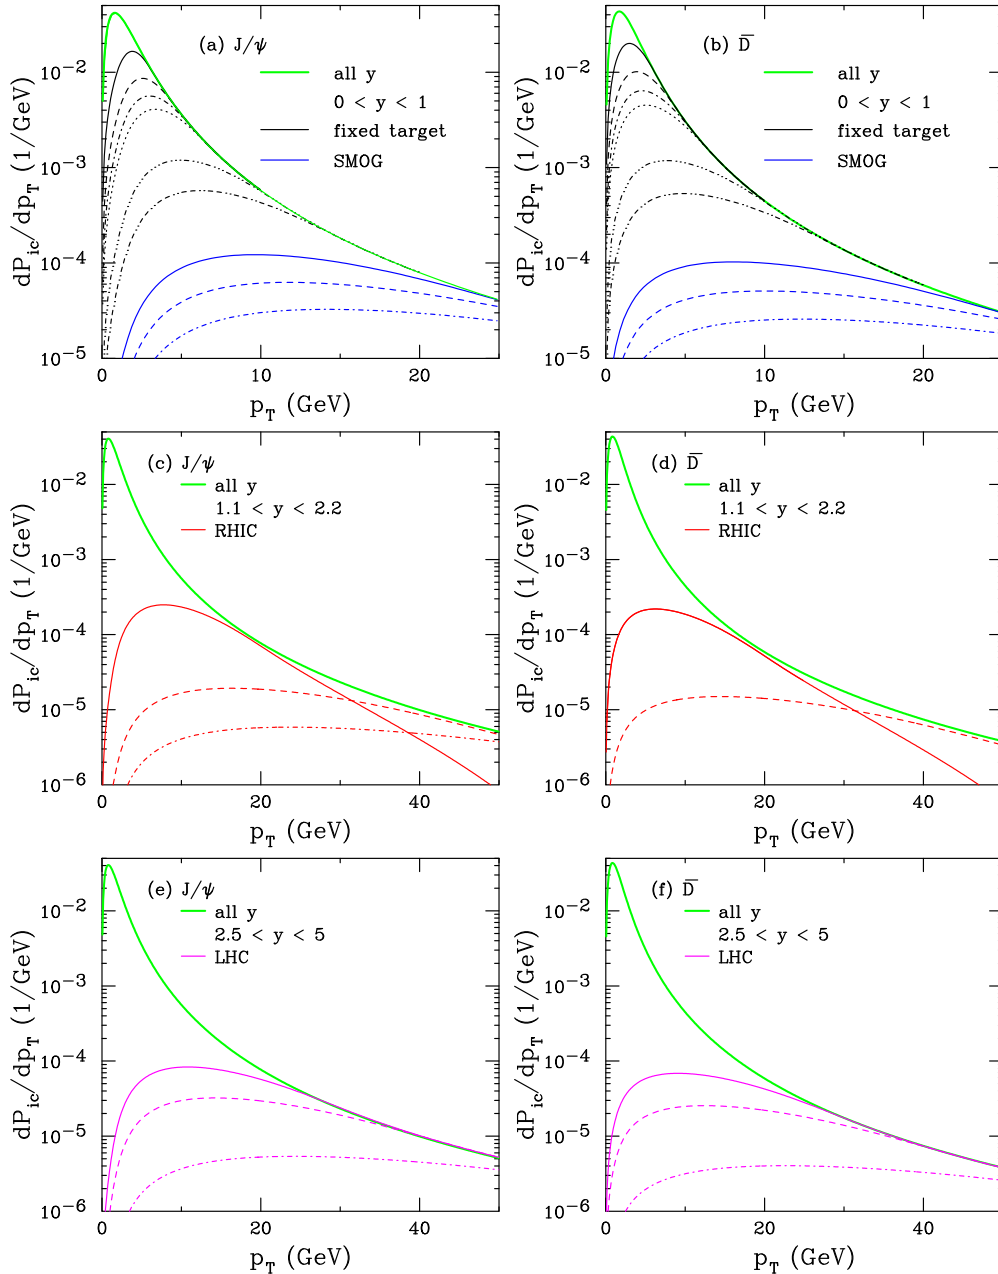 (a) J/ψ
all y
0 < y < 1
fixed target
SMOG
dP_ic/dp_T (1/GeV)
10^-2
10^-3
10^-4
10^-5
0 10 20
p_T (GeV)
(b) D̅
all y
0 < y < 1
fixed target
SMOG
dP_ic/dp_T (1/GeV)
10^-2
10^-3
10^-4
10^-5
0 10 20
p_T (GeV)
(c) J/ψ
all y
1.1 < y < 2.2
RHIC
dP_ic/dp_T (1/GeV)
10^-2
10^-3
10^-4
10^-5
10^-6
0 20 40
p_T (GeV)
(d) D̅
all y
1.1 < y < 2.2
RHIC
dP_ic/dp_T (1/GeV)
10^-2
10^-3
10^-4
10^-5
10^-6
0 20 40
p_T (GeV)
(e) J/ψ
all y
2.5 < y < 5
LHC
dP_ic/dp_T (1/GeV)
10^-2
10^-3
10^-4
10^-5
10^-6
0 20 40
p_T (GeV)
(f) D̅
all y
2.5 < y < 5
LHC
dP_ic/dp_T (1/GeV)
10^-2
10^-3
10^-4
10^-5
10^-6
0 20 40
p_T (GeV)